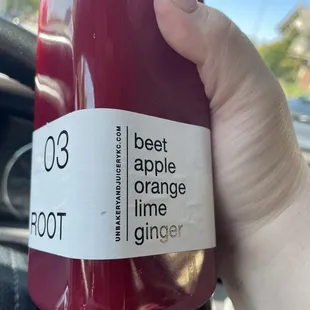 03
ROOT
UNBAKERYANDJUICERYKC.COM
beet
apple
orange
lime
ginger